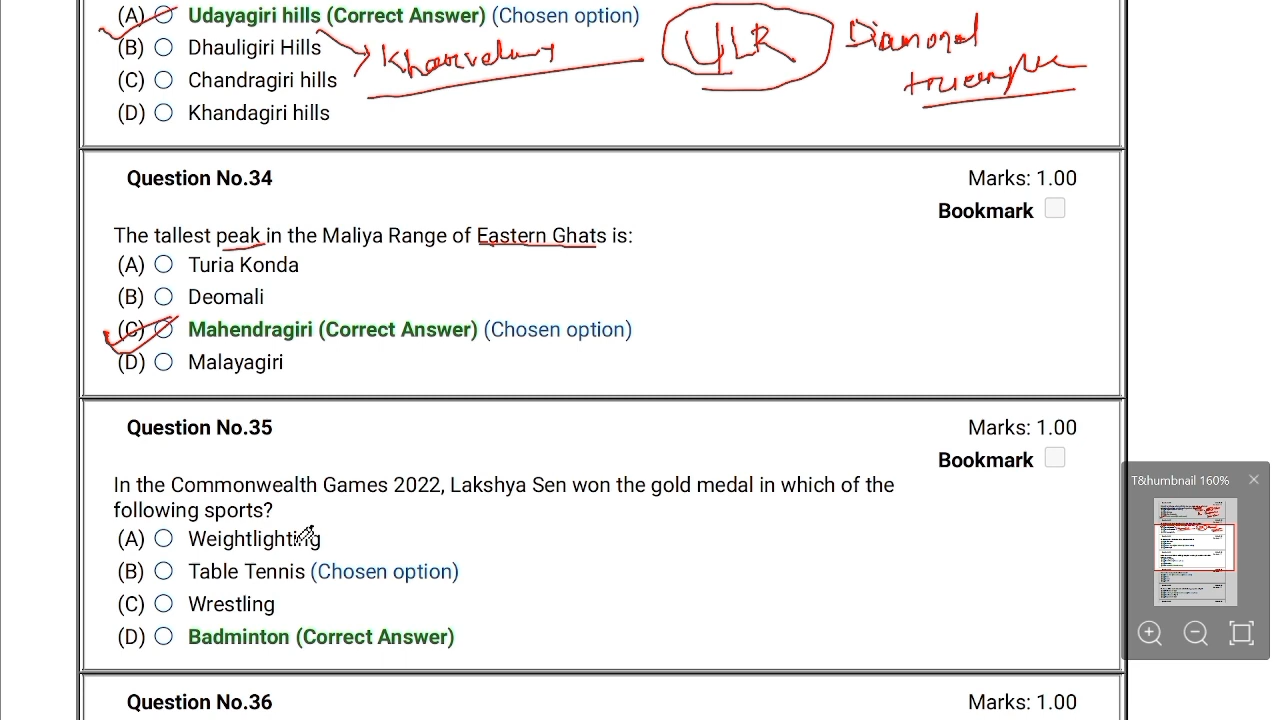 (A) Udayagiri hills (Correct Answer) (Chosen option)
(B) Dhauligiri Hills
(C) Chandragiri hills
(D) Khandagiri hills
Diamond
Question No.34 Marks: 1.00
Bookmark
The tallest peak in the Maliya Range of Eastern Ghats is:
(A) Turia Konda
(B) Deomali
(C) Mahendragiri (Correct Answer) (Chosen option)
(D) Malayagiri
Question No.35 Marks: 1.00
Bookmark
In the Commonwealth Games 2022, Lakshya Sen won the gold medal in which of the
following sports?
(A) Weightlighting
(B) Table Tennis (Chosen option)
(C) Wrestling
(D) Badminton (Correct Answer)
T&humbnail 160%
Question No.36 Marks: 1.00